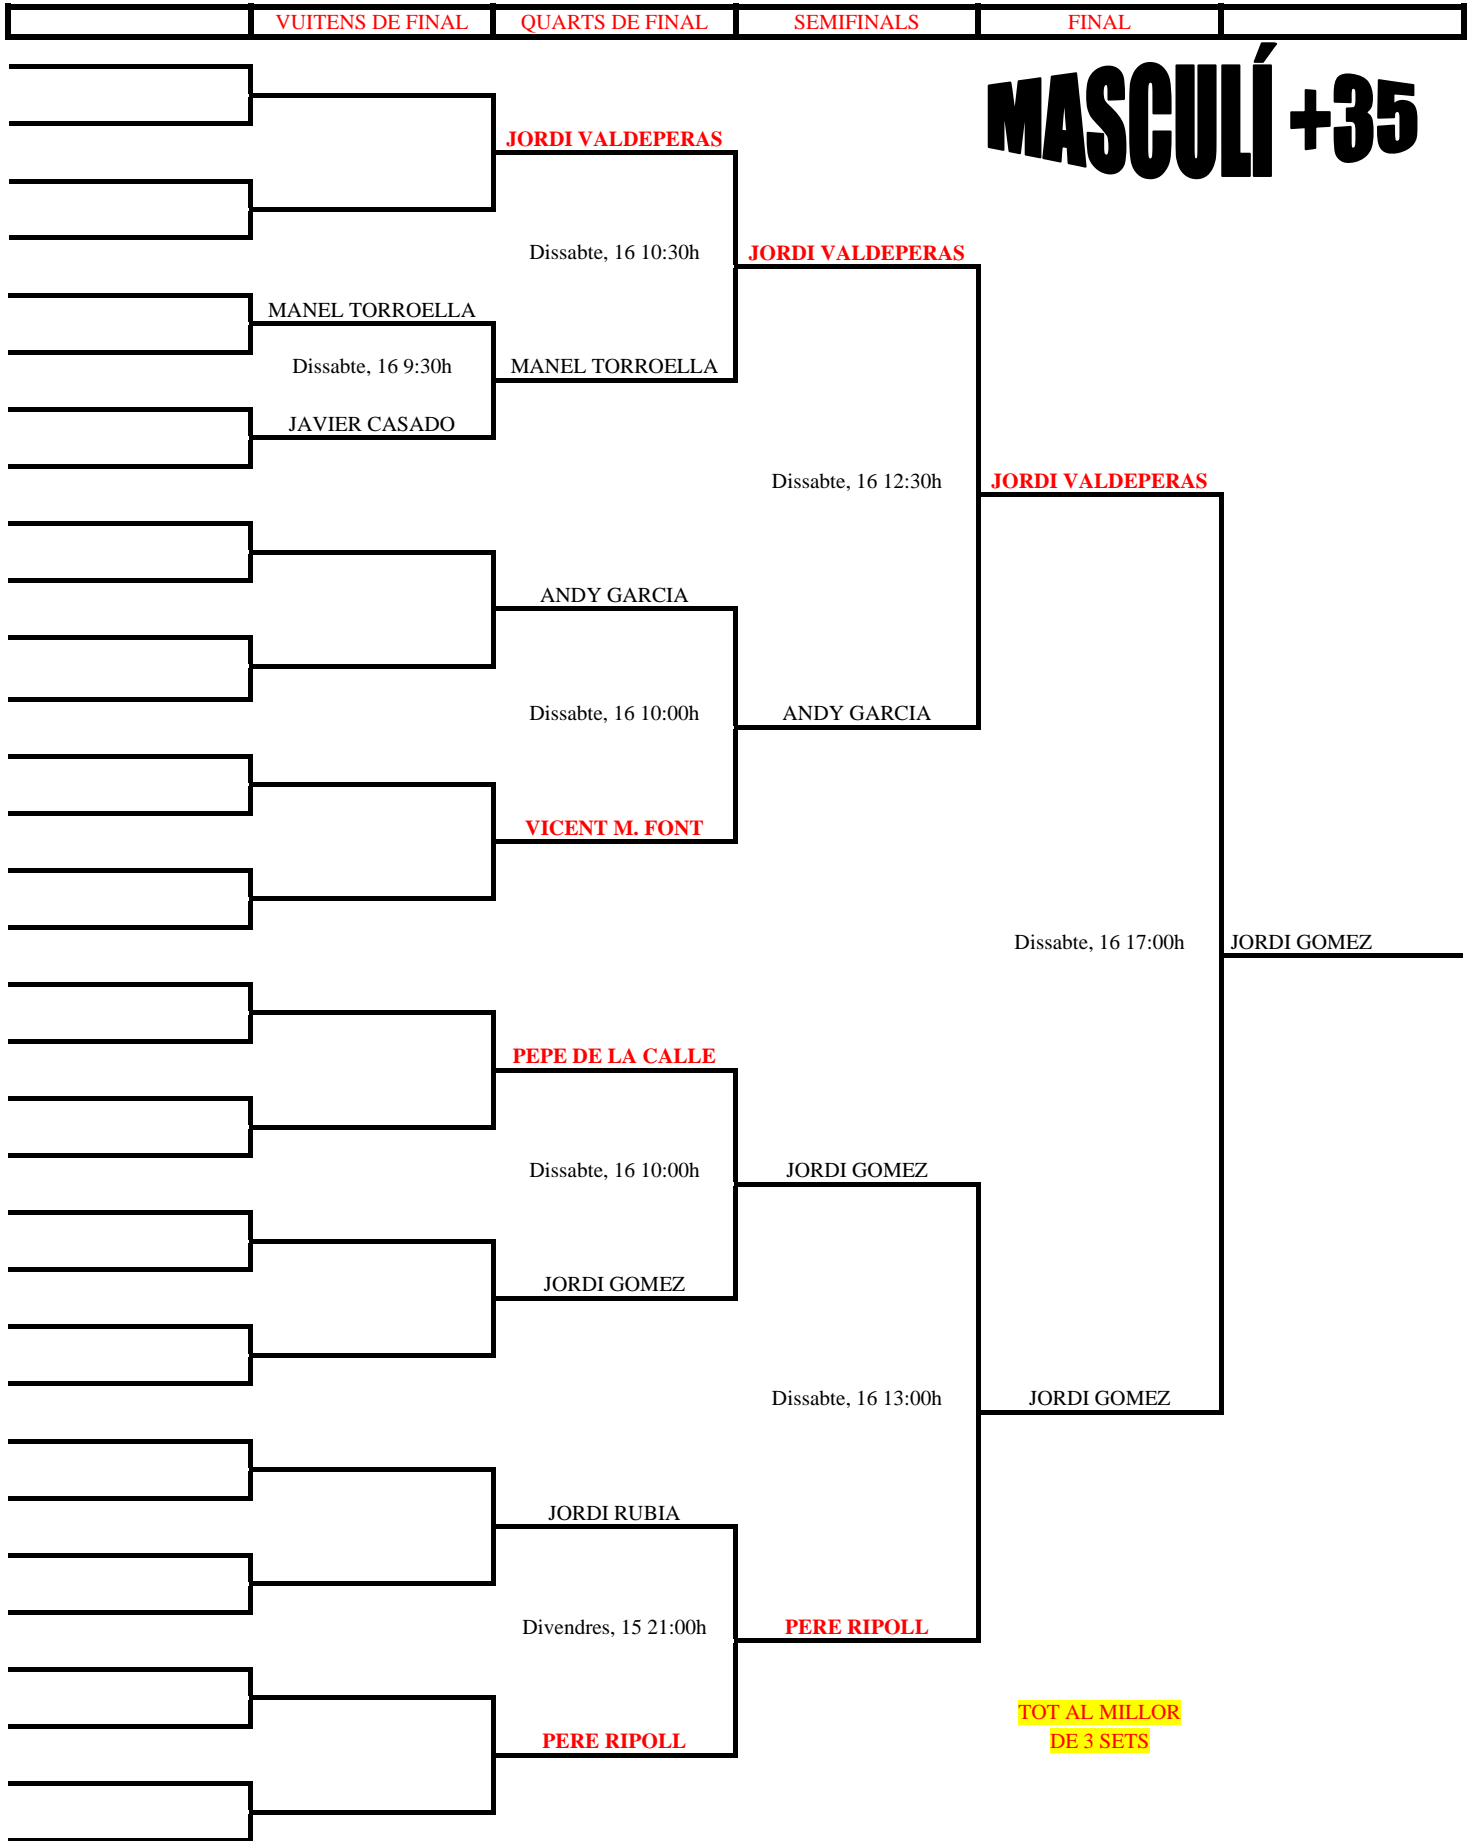 VUITENS DE FINAL QUARTS DE FINAL SEMIFINALS FINAL
MASCULÍ +35
JORDI VALDEPERAS
Dissabte, 16 10:30h JORDI VALDEPERAS
MANEL TORROELLA
Dissabte, 16 9:30h MANEL TORROELLA
JAVIER CASADO
Dissabte, 16 12:30h JORDI VALDEPERAS
ANDY GARCIA
Dissabte, 16 10:00h ANDY GARCIA
VICENT M. FONT
Dissabte, 16 17:00h JORDI GOMEZ
PEPE DE LA CALLE
Dissabte, 16 10:00h JORDI GOMEZ
JORDI GOMEZ
Dissabte, 16 13:00h JORDI GOMEZ
JORDI RUBIA
Divendres, 15 21:00h PERE RIPOLL
TOT AL MILLOR
PERE RIPOLL DE 3 SETS